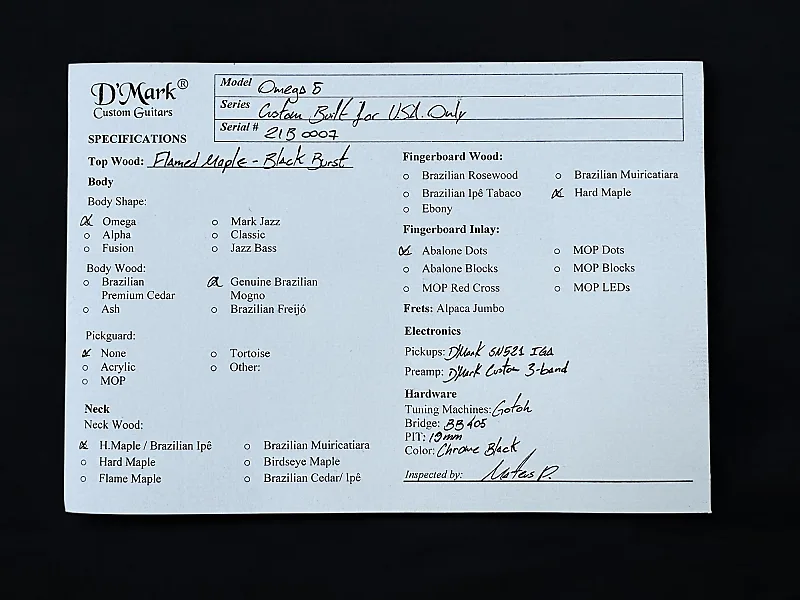 D'Mark®
Custom Guitars
Model Omega 5
Series Custom Built for USA Only
Serial # 21B 0007
SPECIFICATIONS
Top Wood: Flamed Maple - Black Burst
Body
Body Shape:
Omega Mark Jazz
Alpha Classic
Fusion Jazz Bass
Body Wood:
Brazilian Genuine Brazilian
Premium Cedar Mogno
Ash Brazilian Freijó
Pickguard:
None Tortoise
Acrylic Other:
MOP
Neck
Neck Wood:
H.Maple / Brazilian Ipê Brazilian Muiricatiara
Hard Maple Birdseye Maple
Flame Maple Brazilian Cedar/ Ipê
Fingerboard Wood:
Brazilian Rosewood Brazilian Muiricatiara
Brazilian Ipê Tabaco Hard Maple
Ebony
Fingerboard Inlay:
Abalone Dots MOP Dots
Abalone Blocks MOP Blocks
MOP Red Cross MOP LEDs
Frets: Alpaca Jumbo
Electronics
Pickups: D'Mark SN521
Preamp: D'Mark Custom 3-band
Hardware
Tuning Machines: Gotoh
Bridge: BB 405
PIT: 19mm
Color: Chrome Black
Inspected by: